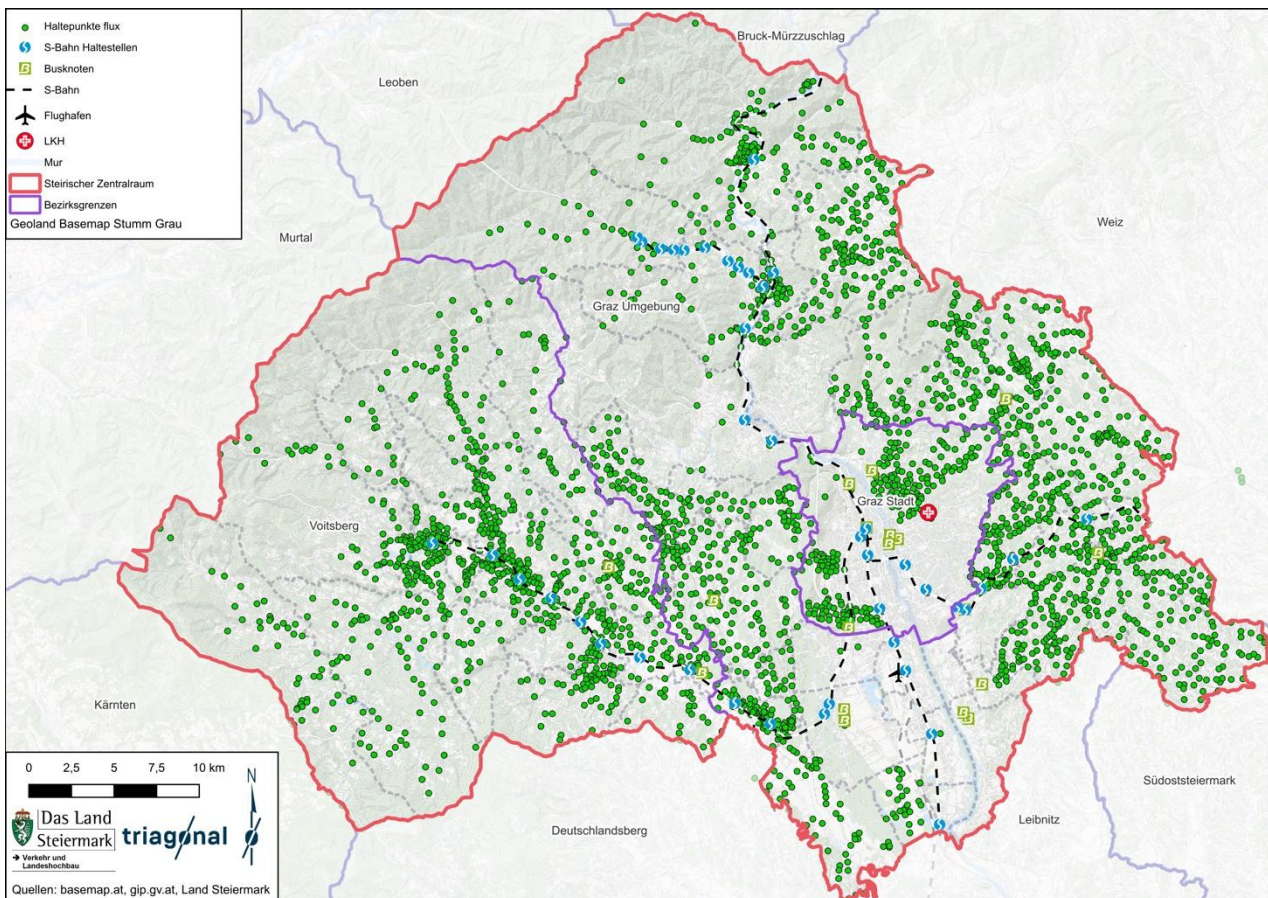 Haltepunkte flux
S-Bahn Haltestellen
Busknoten
S-Bahn
Flughafen
LKH
Mur
Steirischer Zentralraum
Bezirksgrenzen
Geoland Basemap Stumm Grau
Bruck-Mürzzuschlag
Leoben
Weiz
Murtal
Graz Umgebung
Graz Stadt
Voitsberg
Kärnten
Südoststeiermark
Leibnitz
Deutschlandsberg
0 2,5 5 7,5 10 km
N
Das Land
Steiermark
→ Verkehr und
Landeshochbau
triagonal
Quellen: basemap.at, gip.gv.at, Land Steiermark